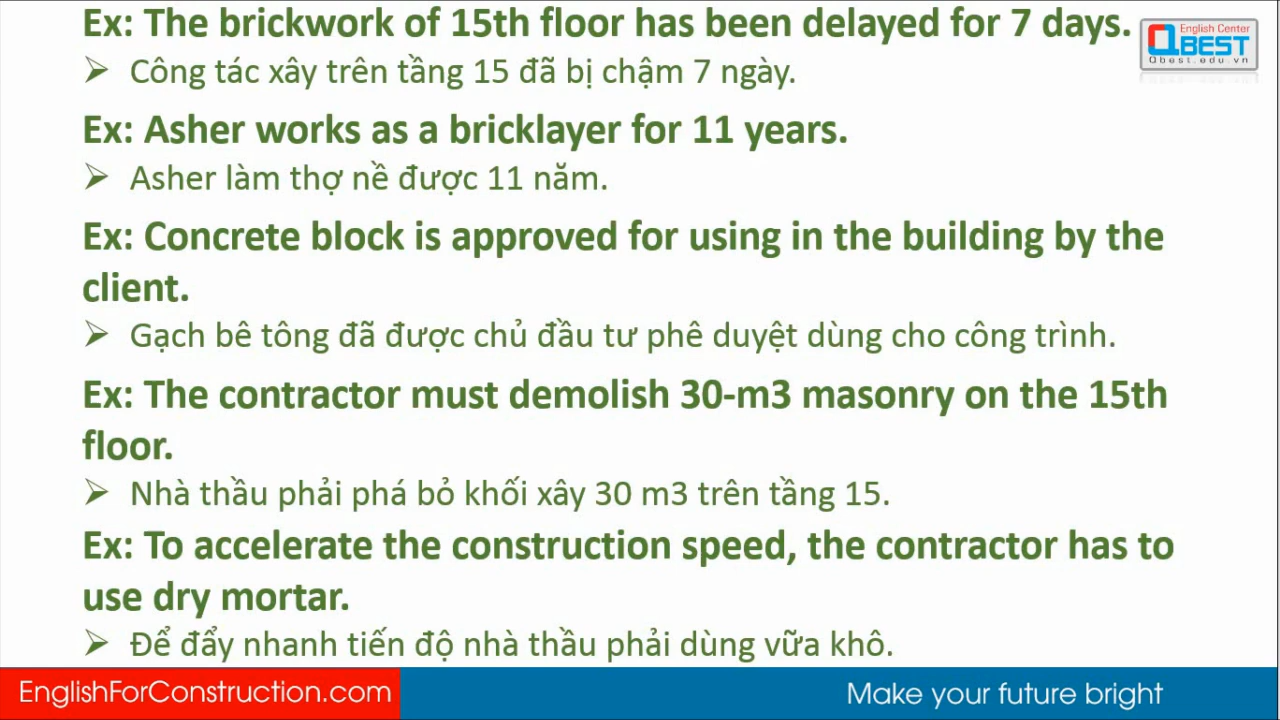 Ex: The brickwork of 15th floor has been delayed for 7 days.
English Center
QBEST
Qbest.edu.vn
➢ Công tác xây trên tầng 15 đã bị chậm 7 ngày.
Ex: Asher works as a bricklayer for 11 years.
➢ Asher làm thợ nề được 11 năm.
Ex: Concrete block is approved for using in the building by the
client.
➢ Gạch bê tông đã được chủ đầu tư phê duyệt dùng cho công trình.
Ex: The contractor must demolish 30-m3 masonry on the 15th
floor.
➢ Nhà thầu phải phá bỏ khối xây 30 m3 trên tầng 15.
Ex: To accelerate the construction speed, the contractor has to
use dry mortar.
➢ Để đẩy nhanh tiến độ nhà thầu phải dùng vữa khô.
EnglishForConstruction.com
Make your future bright